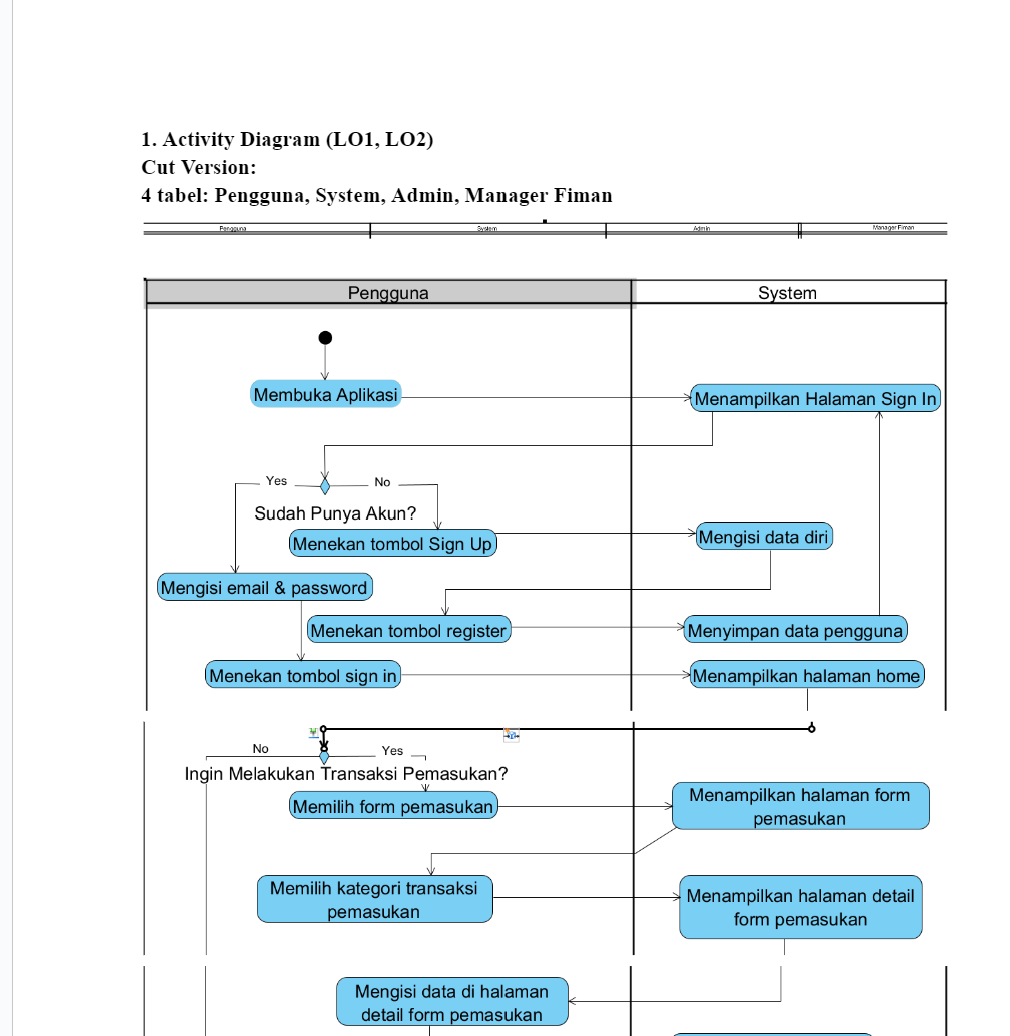 1. Activity Diagram (LO1, LO2)
Cut Version:
4 tabel: Pengguna, System, Admin, Manager Fiman
Pengguna System Admin Manager Fiman
Pengguna System
Membuka Aplikasi
Menampilkan Halaman Sign In
Yes No
Sudah Punya Akun?
Menekan tombol Sign Up
Mengisi data diri
Mengisi email & password
Menekan tombol register
Menyimpan data pengguna
Menekan tombol sign in
Menampilkan halaman home
No Yes
Ingin Melakukan Transaksi Pemasukan?
Memilih form pemasukan
Menampilkan halaman form
pemasukan
Memilih kategori transaksi
pemasukan
Menampilkan halaman detail
form pemasukan
Mengisi data di halaman
detail form pemasukan